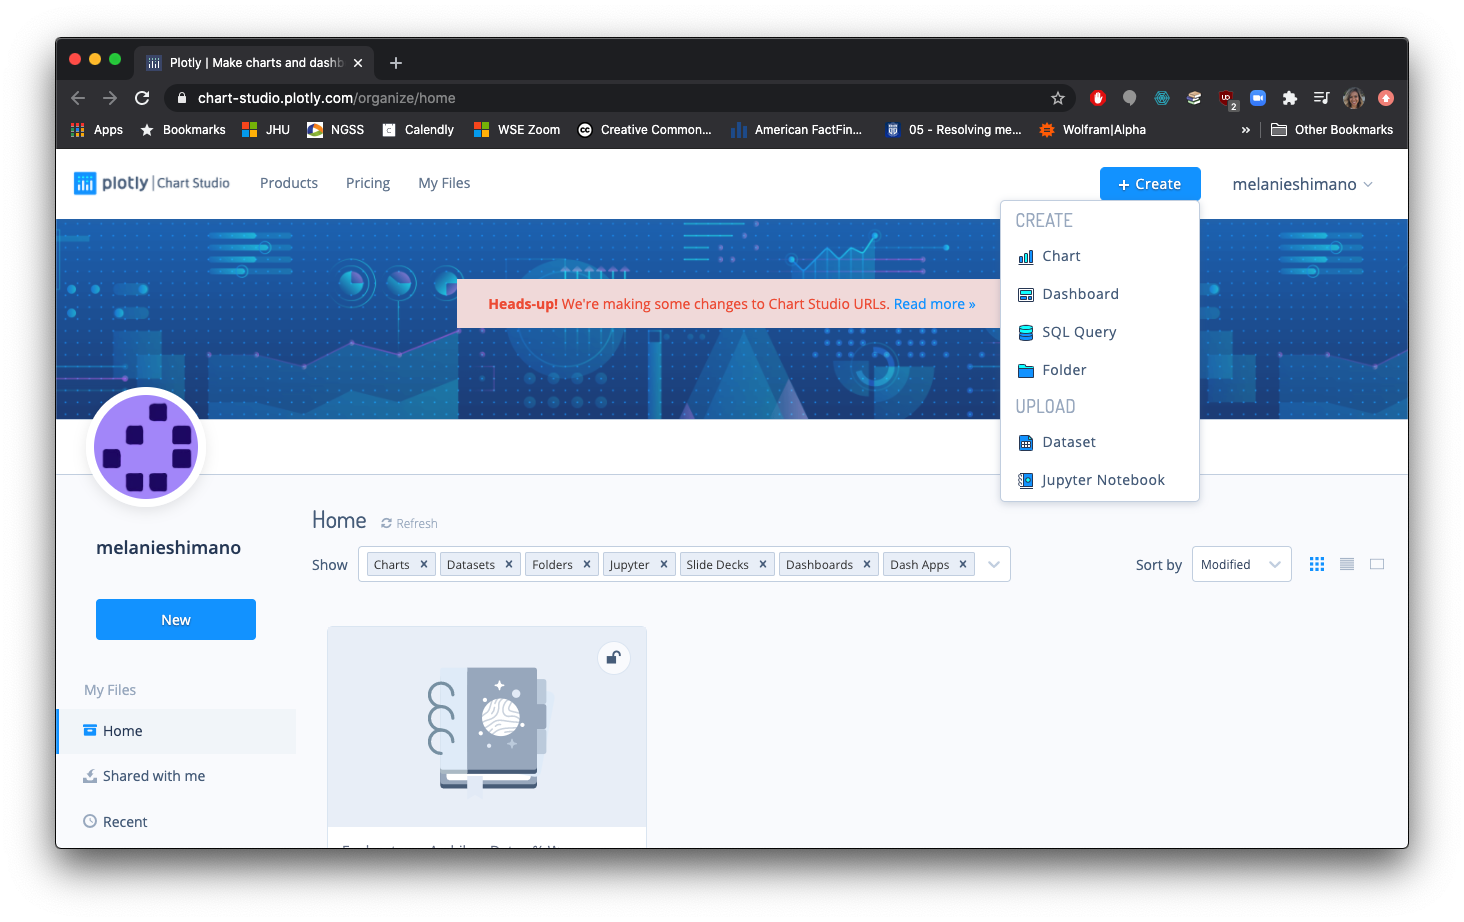 Plotly | Make charts and dashb
chart-studio.plotly.com/organize/home
Apps Bookmarks JHU NGSS Calendly WSE Zoom Creative Common... American FactFin... 05 - Resolving me... Wolfram|Alpha » Other Bookmarks
plotly | Chart Studio Products Pricing My Files + Create melanieshimano
CREATE
Chart
Dashboard
SQL Query
Folder
UPLOAD
Dataset
Jupyter Notebook
Heads-up! We're making some changes to Chart Studio URLs. Read more »
melanieshimano
New
My Files
Home
Shared with me
Recent
Home Refresh
Show Charts × Datasets × Folders × Jupyter × Slide Decks × Dashboards × Dash Apps × Sort by Modified
UD
2